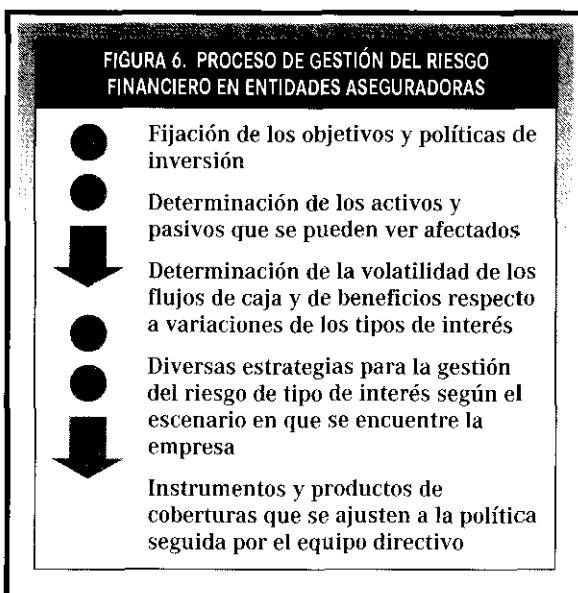 FIGURA 6. PROCESO DE GESTIÓN DEL RIESGO
FINANCIERO EN ENTIDADES ASEGURADORAS
Fijación de los objetivos y políticas de
inversión
Determinación de los activos y
pasivos que se pueden ver afectados
Determinación de la volatilidad de los
flujos de caja y de beneficios respecto
a variaciones de los tipos de interés
Diversas estrategias para la gestión
del riesgo de tipo de interés según el
escenario en que se encuentre la
empresa
Instrumentos y productos de
coberturas que se ajusten a la política
seguida por el equipo directivo